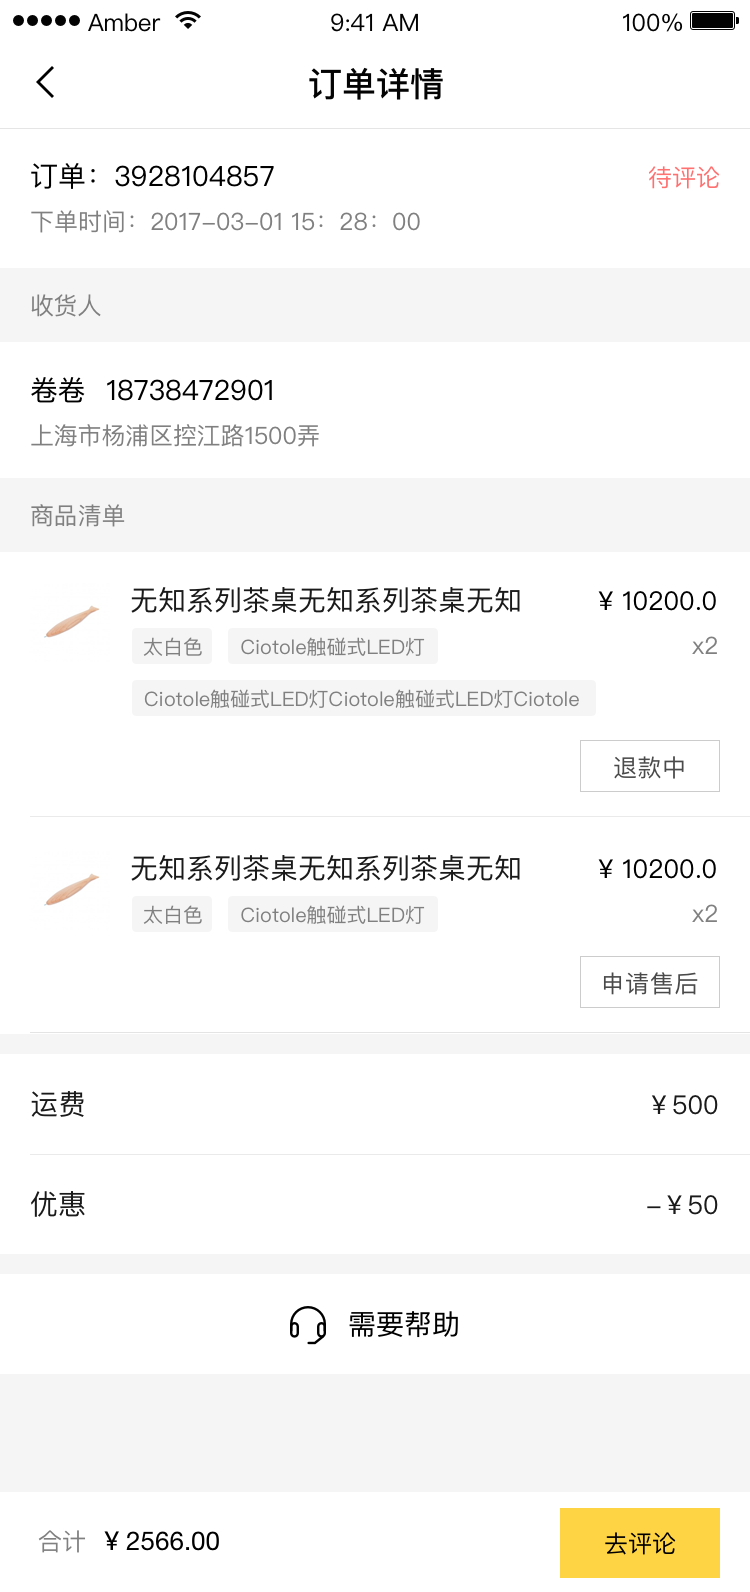 Amber 9:41 AM 100%
订单详情
订单：3928104857 待评论
下单时间：2017-03-01 15：28：00
收货人
卷卷 18738472901
上海市杨浦区控江路1500弄
商品清单
无知系列茶桌无知系列茶桌无知 ¥ 10200.0
太白色 Ciotole触碰式LED灯 x2
Ciotole触碰式LED灯Ciotole触碰式LED灯Ciotole
退款中
无知系列茶桌无知系列茶桌无知 ¥ 10200.0
太白色 Ciotole触碰式LED灯 x2
申请售后
运费 ¥ 500
优惠 – ¥ 50
需要帮助
合计 ¥ 2566.00 去评论